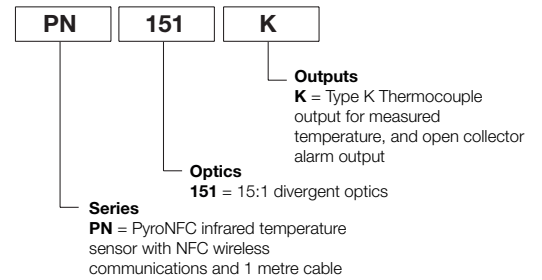 PN 151 K
Outputs
K = Type K Thermocouple
output for measured
temperature, and open collector
alarm output
Optics
151 = 15:1 divergent optics
Series
PN = PyroNFC infrared temperature
sensor with NFC wireless
communications and 1 metre cable